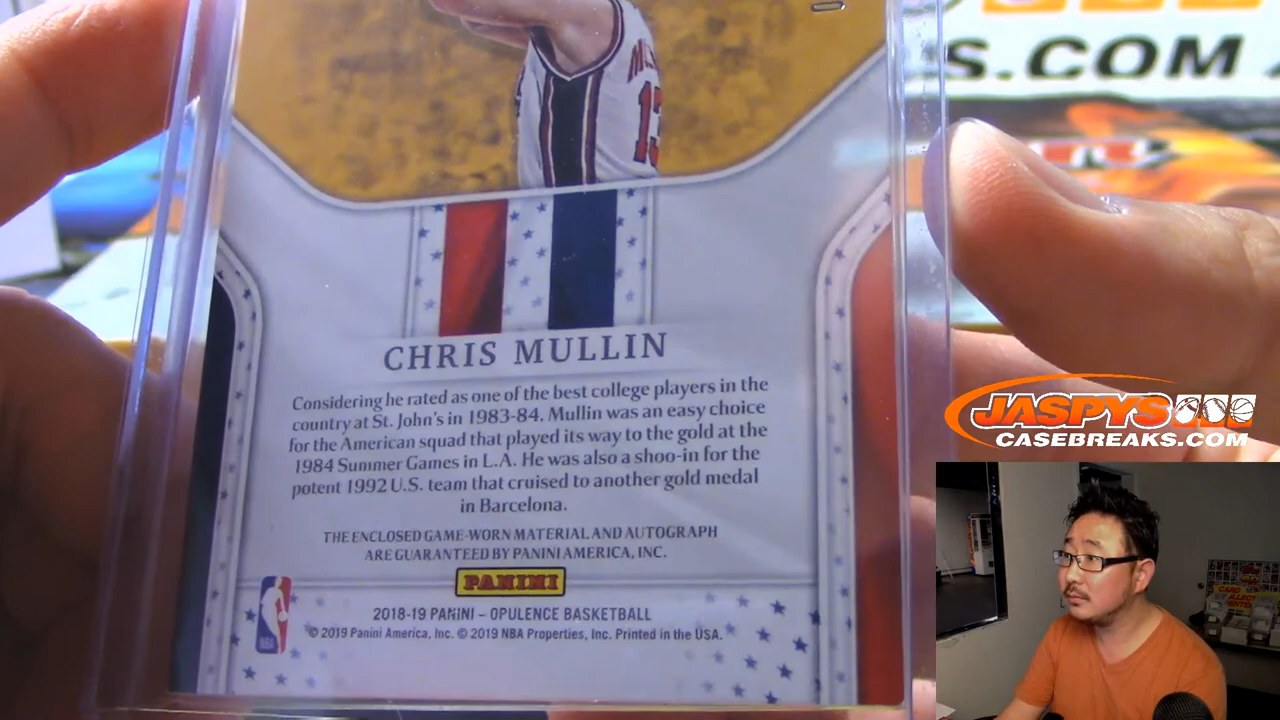 S.COM
13
CHRIS MULLIN
Considering he rated as one of the best college players in the
country at St. John's in 1983-84. Mullin was an easy choice
for the American squad that played its way to the gold at the
1984 Summer Games in L.A. He was also a shoo-in for the
potent 1992 U.S. team that cruised to another gold medal
in Barcelona.
THE ENCLOSED GAME-WORN MATERIAL AND AUTOGRAPH
ARE GUARANTEED BY PANINI AMERICA, INC.
PANINI
NBA
2018-19 PANINI – OPULENCE BASKETBALL
© 2019 Panini America, Inc. © 2019 NBA Properties, Inc. Printed in the USA.
JASPYS
CASEBREAKS.COM